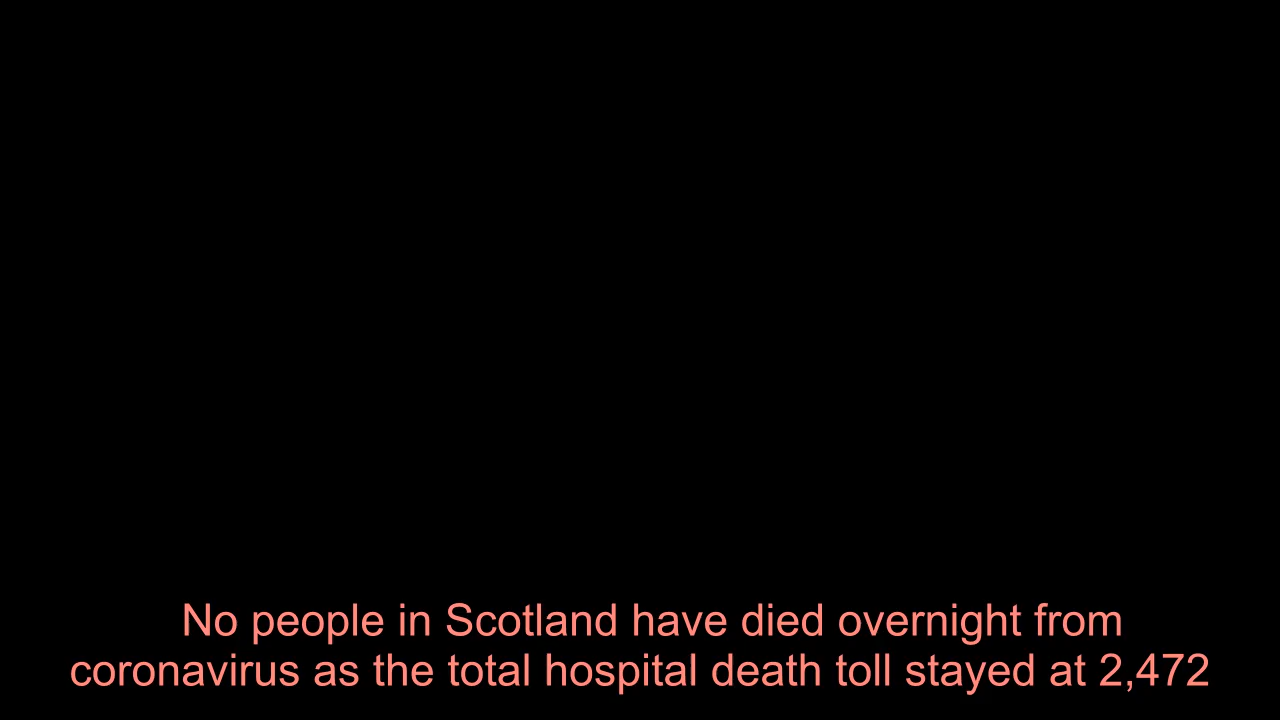 No people in Scotland have died overnight from
coronavirus as the total hospital death toll stayed at 2,472